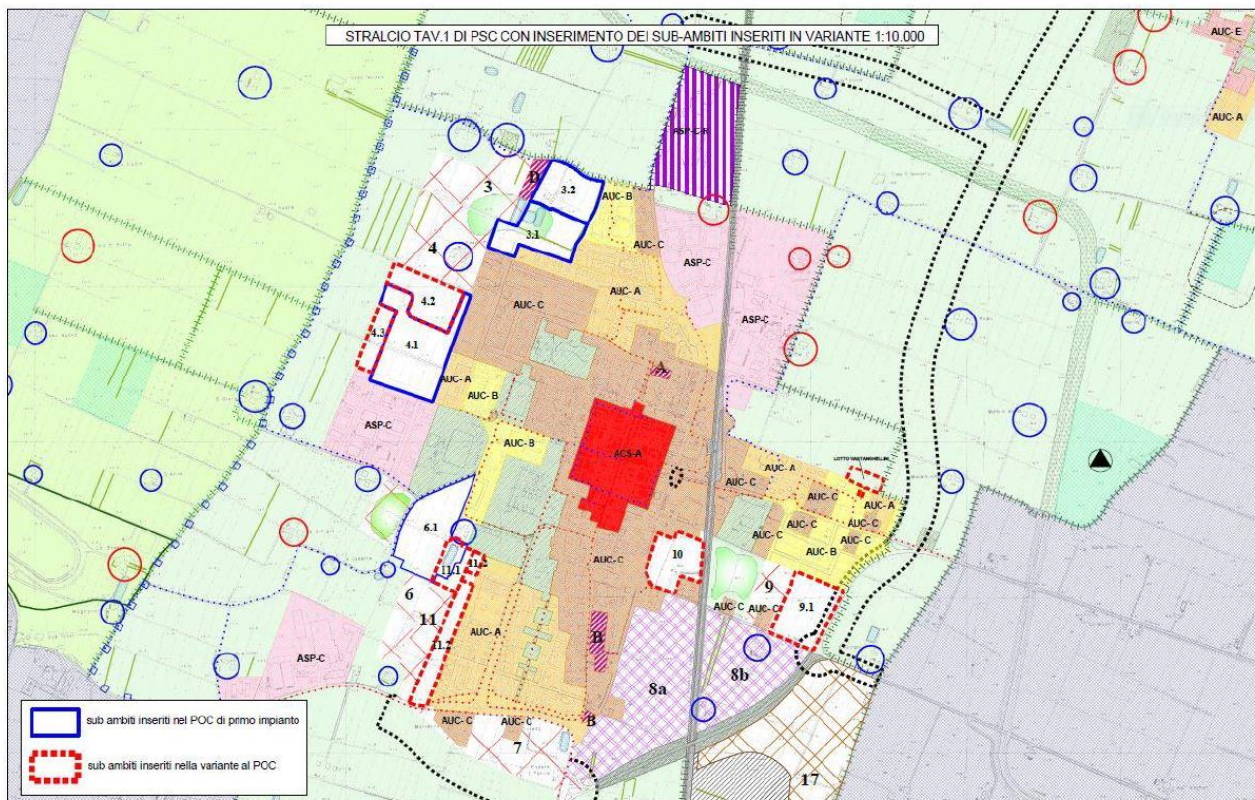 STRALCIO TAV.1 DI PSC CON INSERIMENTO DEI SUB-AMBITI INSERITI IN VARIANTE 1:10.000
AUC- E
AUC- A
ASP-C-R
3
D
3.2
AUC- B
3.1
AUC- C
ASP-C
4
4.2
AUC- C
AUC- A
ASP-C
4.3
4.1
A
AUC- A
AUC- B
ASP-C
AUC- B
ACS-A
AUC- C
AUC- A
AUC- C
AUC- A
AUC- C
AUC- C
AUC- C
AUC- C
AUC- B
6.1
11.1
11.2
AUC- C
10
9
9.1
6
11
AUC- C
AUC- C
11.2
AUC- A
B
ASP-C
8a
8b
B
AUC- C
AUC- C
7
17
sub ambiti inseriti nel POC di primo impianto
sub ambiti inseriti nella variante al POC